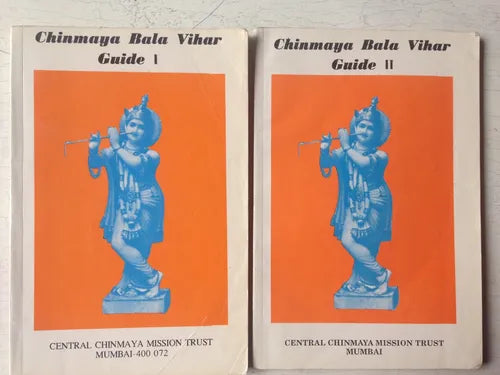 Chinmaya Bala Vihar
Guide I
CENTRAL CHINMAYA MISSION TRUST
MUMBAI-400 072
Chinmaya Bala Vihar
Guide II
CENTRAL CHINMAYA MISSION TRUST
MUMBAI